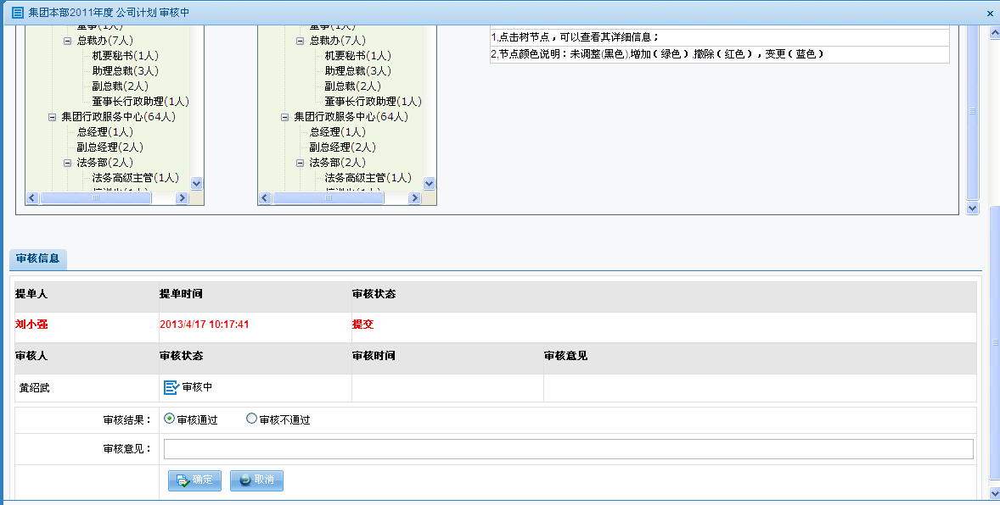 集团本部2011年度 公司计划 审核中
董事(1人)
总裁办(7人)
机要秘书(1人)
助理总裁(3人)
副总裁(2人)
董事长行政助理(1人)
集团行政服务中心(64人)
总经理(1人)
副总经理(2人)
法务部(2人)
法务高级主管(1人)
董事(1人)
总裁办(7人)
机要秘书(1人)
助理总裁(3人)
副总裁(2人)
董事长行政助理(1人)
集团行政服务中心(64人)
总经理(1人)
副总经理(2人)
法务部(2人)
法务高级主管(1人)
1,点击树节点，可以查看其详细信息；
2,节点颜色说明：未调整(黑色),增加（绿色）,撤除（红色），变更（蓝色）
审核信息
提单人 提单时间 审核状态
刘小强 2013/4/17 10:17:41 提交
审核人 审核状态 审核时间 审核意见
黄绍武 审核中
审核结果： 审核通过 审核不通过
审核意见：
确定 取消